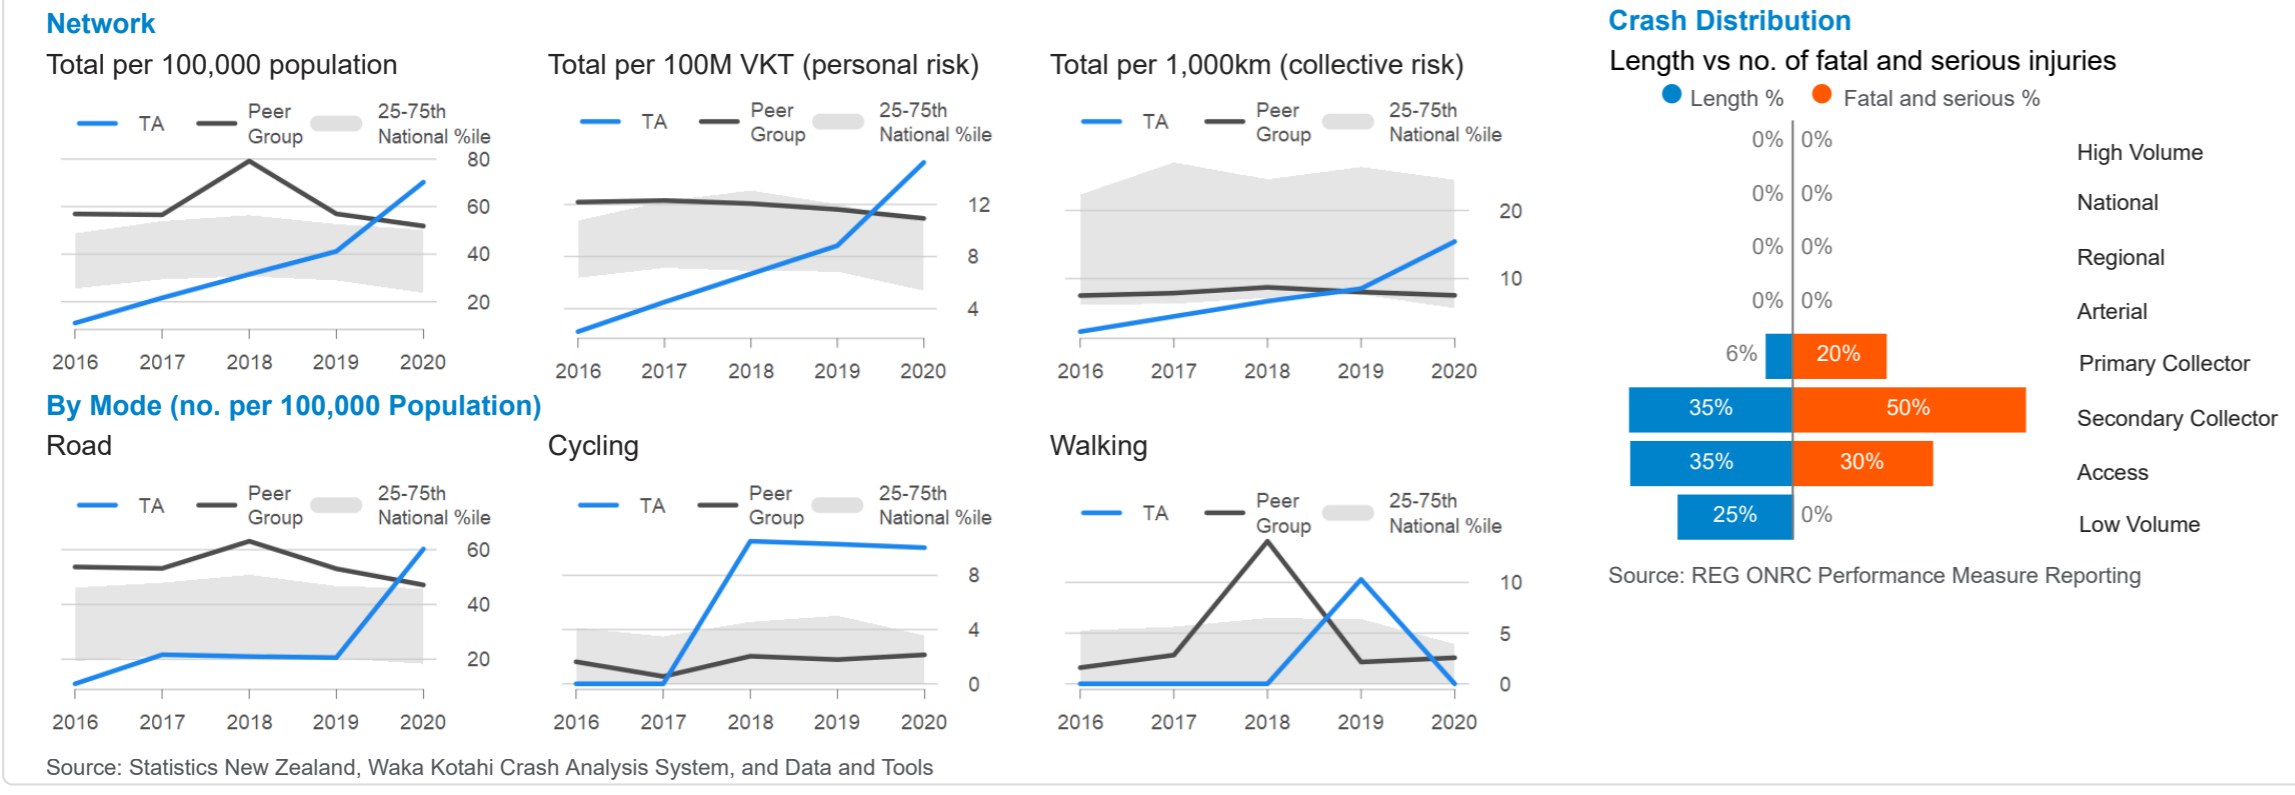 Network
Total per 100,000 population
TA
Peer
Group
25-75th
National %ile
80
60
40
20
2016 2017 2018 2019 2020
Total per 100M VKT (personal risk)
TA
Peer
Group
25-75th
National %ile
12
8
4
2016 2017 2018 2019 2020
Total per 1,000km (collective risk)
TA
Peer
Group
25-75th
National %ile
20
10
2016 2017 2018 2019 2020
By Mode (no. per 100,000 Population)
Road
TA
Peer
Group
25-75th
National %ile
60
40
20
2016 2017 2018 2019 2020
Cycling
TA
Peer
Group
25-75th
National %ile
8
4
0
2016 2017 2018 2019 2020
Walking
TA
Peer
Group
25-75th
National %ile
10
5
0
2016 2017 2018 2019 2020
Source: Statistics New Zealand, Waka Kotahi Crash Analysis System, and Data and Tools
Crash Distribution
Length vs no. of fatal and serious injuries
Length % Fatal and serious %
0% 0% High Volume
0% 0% National
0% 0% Regional
0% 0% Arterial
6% 20% Primary Collector
35% 50% Secondary Collector
35% 30% Access
25% 0% Low Volume
Source: REG ONRC Performance Measure Reporting